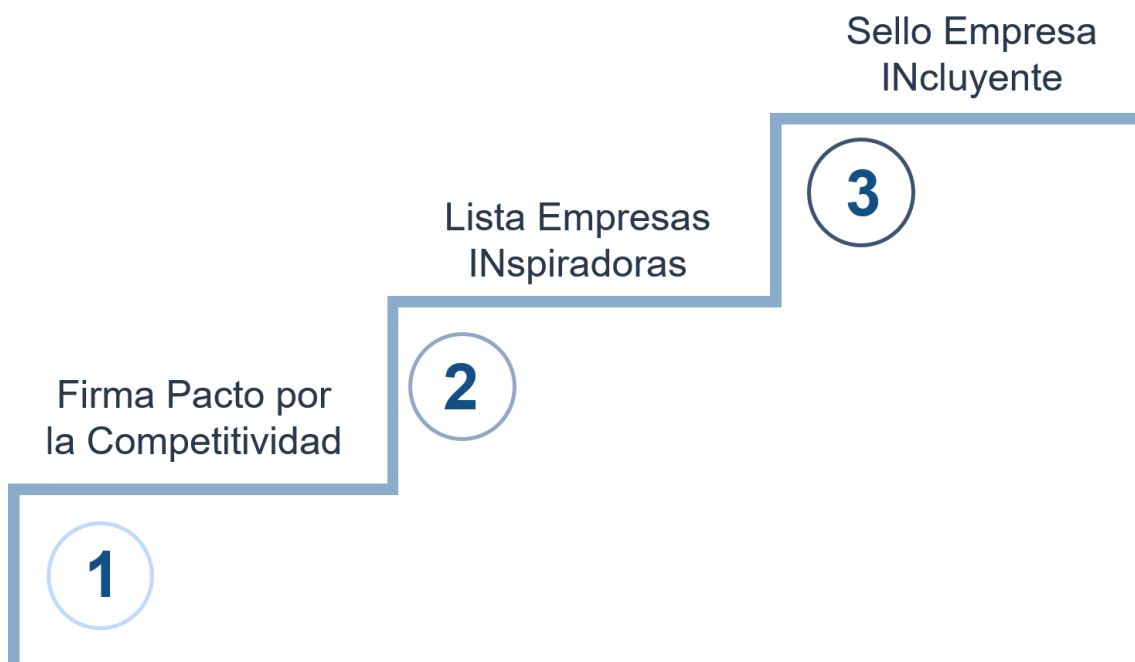 Sello Empresa
INcluyente
3
Lista Empresas
INspiradoras
2
Firma Pacto por
la Competitividad
1